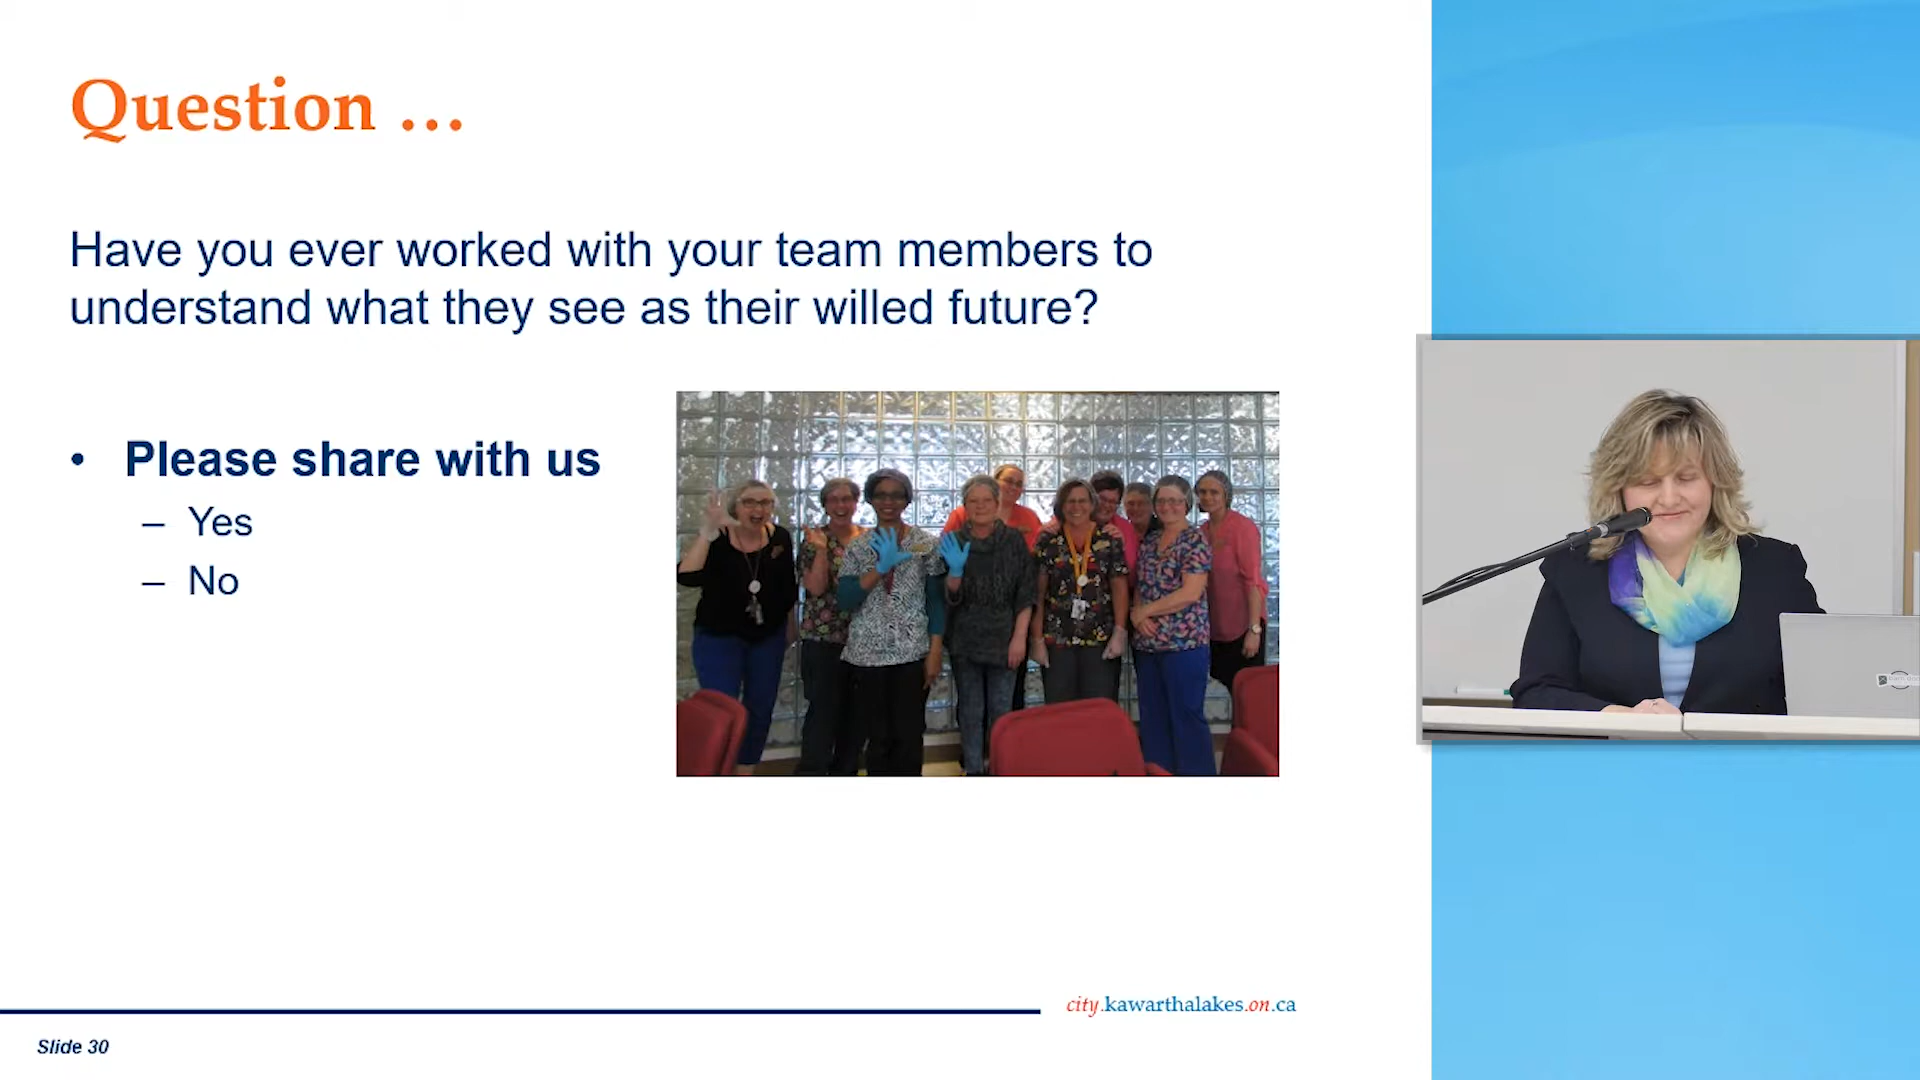 Question …
Have you ever worked with your team members to
understand what they see as their willed future?
• Please share with us
– Yes
– No
city.kawarthalakes.on.ca
Slide 30